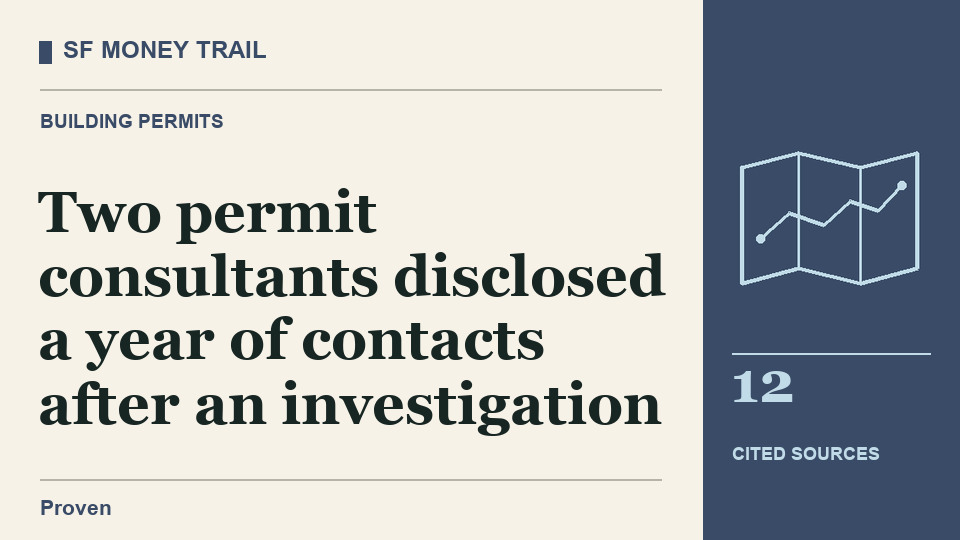 SF MONEY TRAIL
BUILDING PERMITS
Two permit
consultants disclosed
a year of contacts
after an investigation
Proven
12
CITED SOURCES